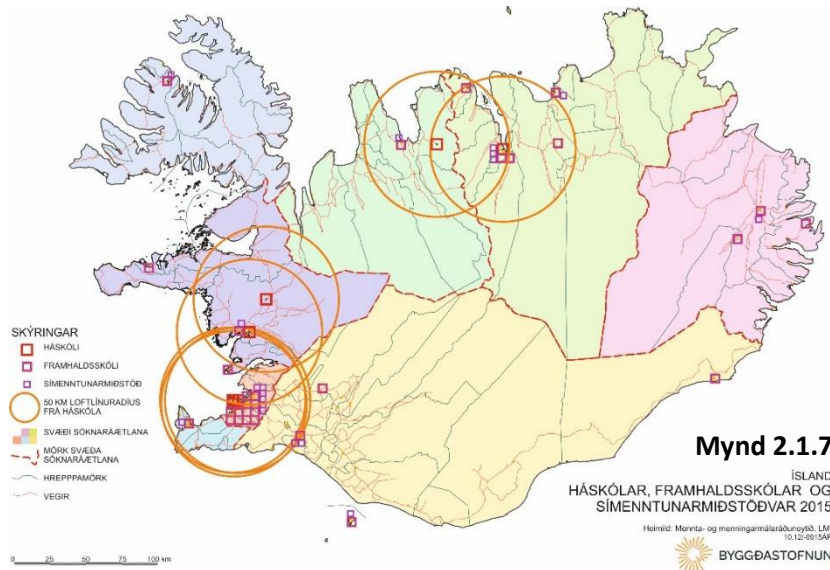 SKÝRINGAR
HÁSKÓLI
FRAMHALDSSKÓLI
SÍMENNTUNARMIÐSTÖÐ
50 KM LOFTLÍNURADÍUS
FRÁ HÁSKÓLA
SVÆÐI SÓKNARÁÆTLANA
MÖRK SVÆÐA
SÓKNARÁÆTLANA
HREPPPAMÖRK
VEGIR
0 25 50 75 100 km
Mynd 2.1.7
ÍSLAND
HÁSKÓLAR, FRAMHALDSSKÓLAR OG
SÍMENNTUNARMIÐSTÖÐVAR 2015
Heimild: Mennta- og menningarmálaráðuneytið, LM
BYGGÐASTOFNUN